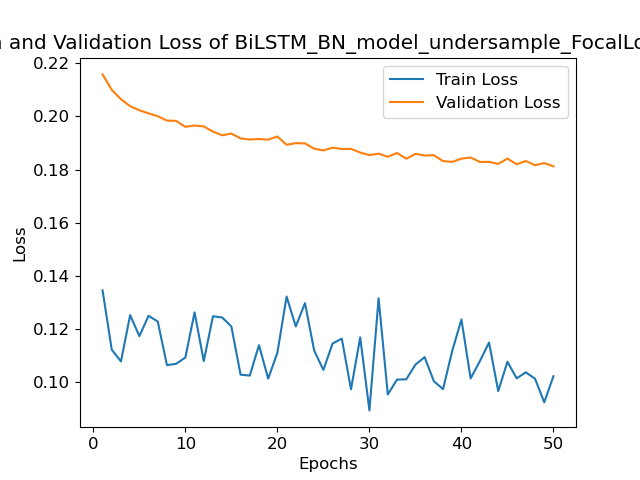 and Validation Loss of BiLSTM_BN_model_undersample_FocalLo
0.22
Train Loss
Validation Loss
0.20
0.18
0.16
Loss
0.14
0.12
0.10
0 10 20 30 40 50
Epochs